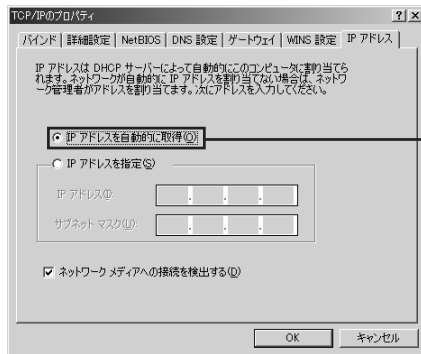 TCP/IPのプロパティ
バインド 詳細設定 NetBIOS DNS 設定 ゲートウェイ WINS 設定 IP アドレス
IP アドレスは DHCP サーバーによって自動的にこのコンピュータに割り当てら
れます。ネットワークが自動的に IP アドレスを割り当てない場合は、ネットワ
ーク管理者がアドレスを割り当てます。次にアドレスを入力してください。
IP アドレスを自動的に取得(O)
IP アドレスを指定(S)
IP アドレス(I):
サブネット マスク(U):
ネットワーク メディアへの接続を検出する(D)
OK キャンセル